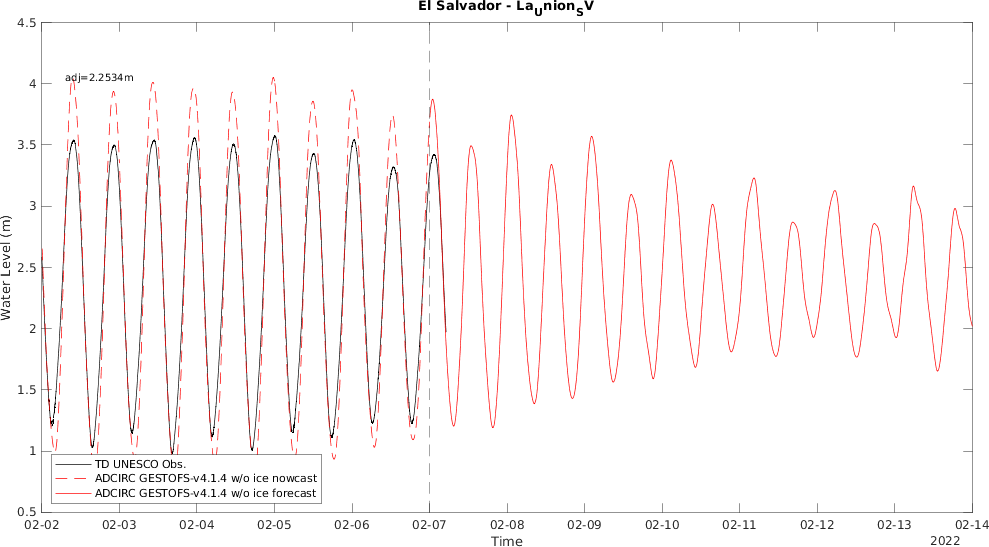 El Salvador - LaUnionSV
4.5
4
3.5
3
2.5
2
1.5
1
0.5
Water Level (m)
adj=2.2534m
TD UNESCO Obs.
ADCIRC GESTOFS-v4.1.4 w/o ice nowcast
ADCIRC GESTOFS-v4.1.4 w/o ice forecast
02-02 02-03 02-04 02-05 02-06 02-07 02-08 02-09 02-10 02-11 02-12 02-13 02-14
Time
2022